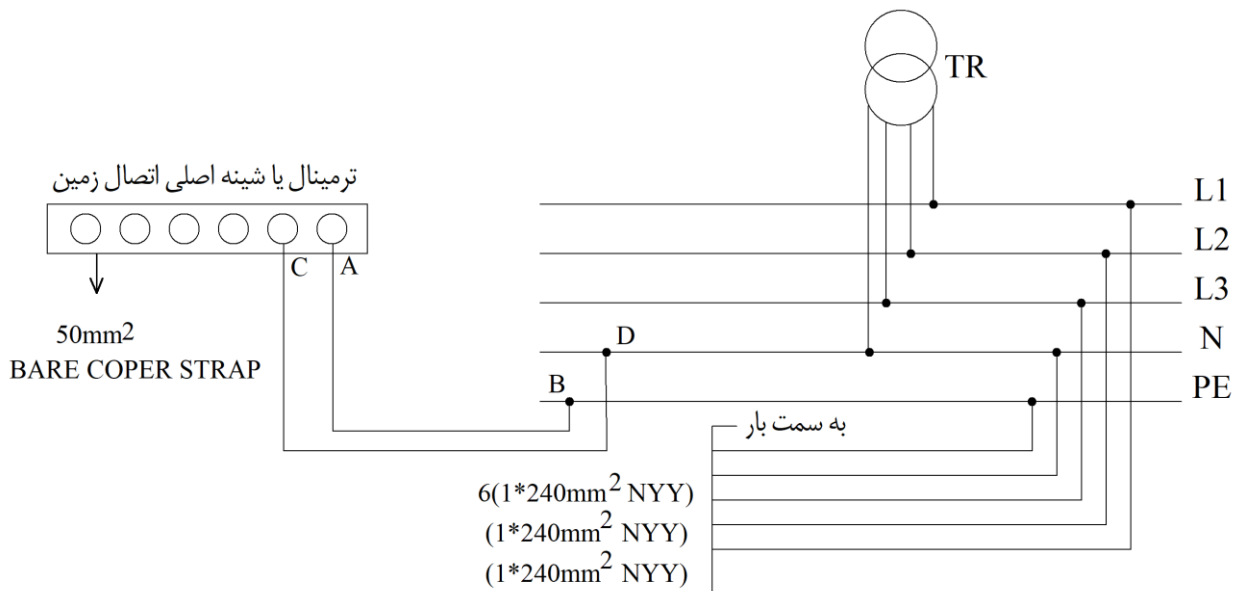 TR
ترمینال یا شینه اصلی اتصال زمین
L1
C A
L2
L3
50mm2
D
N
BARE COPER STRAP
B
PE
به سمت بار
6(1*240mm2 NYY)
(1*240mm2 NYY)
(1*240mm2 NYY)